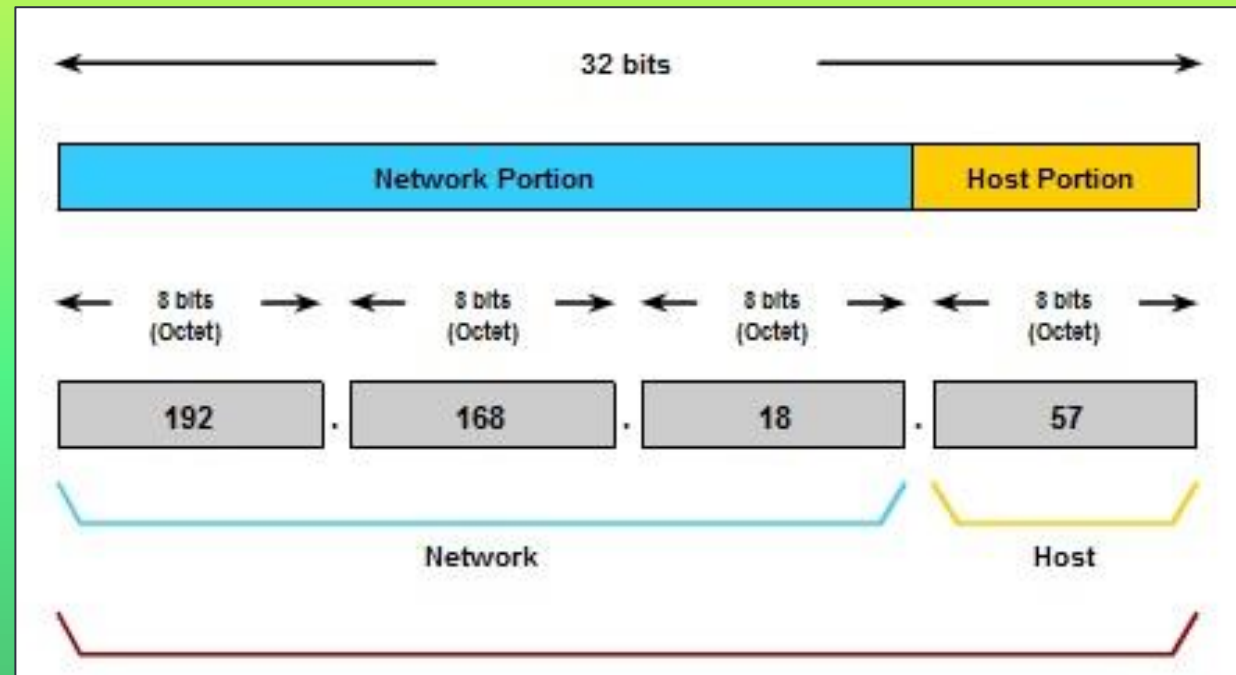 32 bits
Network Portion Host Portion
8 bits 8 bits 8 bits 8 bits
(Octet) (Octet) (Octet) (Octet)
192 . 168 . 18 . 57
Network Host